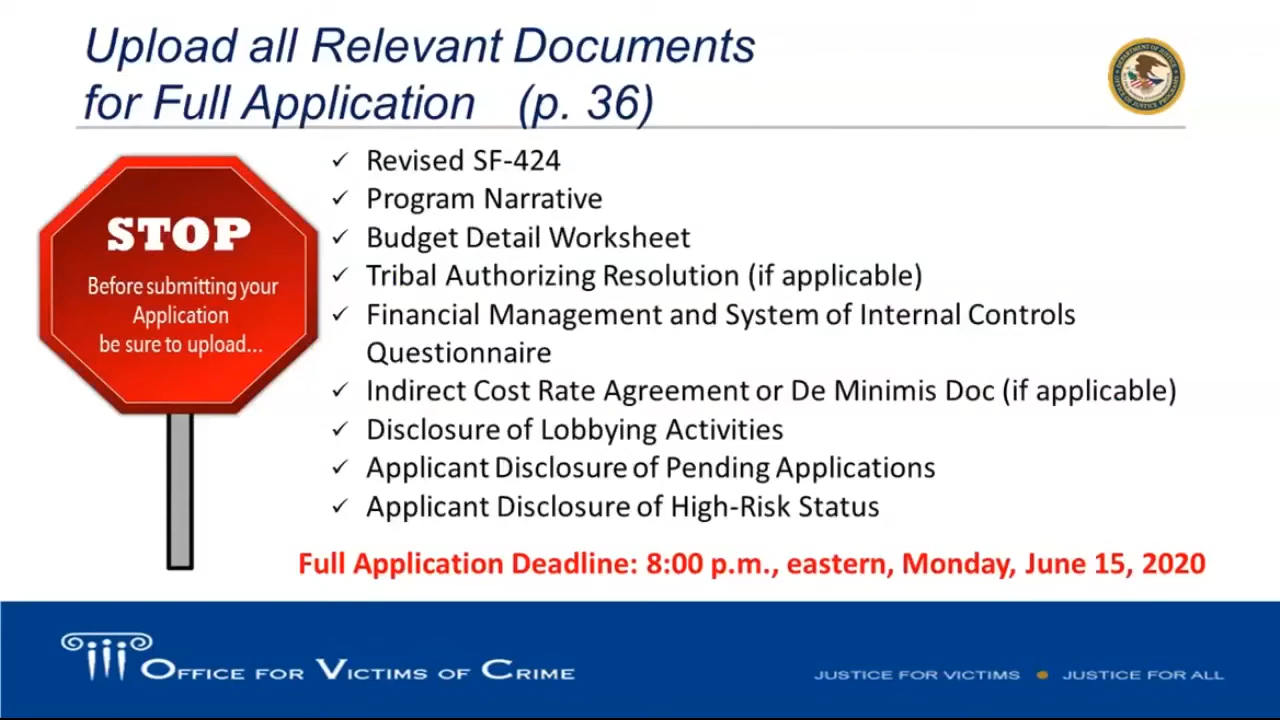 Upload all Relevant Documents
for Full Application (p. 36)
STOP
Before submitting your
Application
be sure to upload...
✓ Revised SF-424
✓ Program Narrative
✓ Budget Detail Worksheet
✓ Tribal Authorizing Resolution (if applicable)
✓ Financial Management and System of Internal Controls
Questionnaire
✓ Indirect Cost Rate Agreement or De Minimis Doc (if applicable)
✓ Disclosure of Lobbying Activities
✓ Applicant Disclosure of Pending Applications
✓ Applicant Disclosure of High-Risk Status
Full Application Deadline: 8:00 p.m., eastern, Monday, June 15, 2020
OFFICE FOR VICTIMS OF CRIME
JUSTICE FOR VICTIMS • JUSTICE FOR ALL